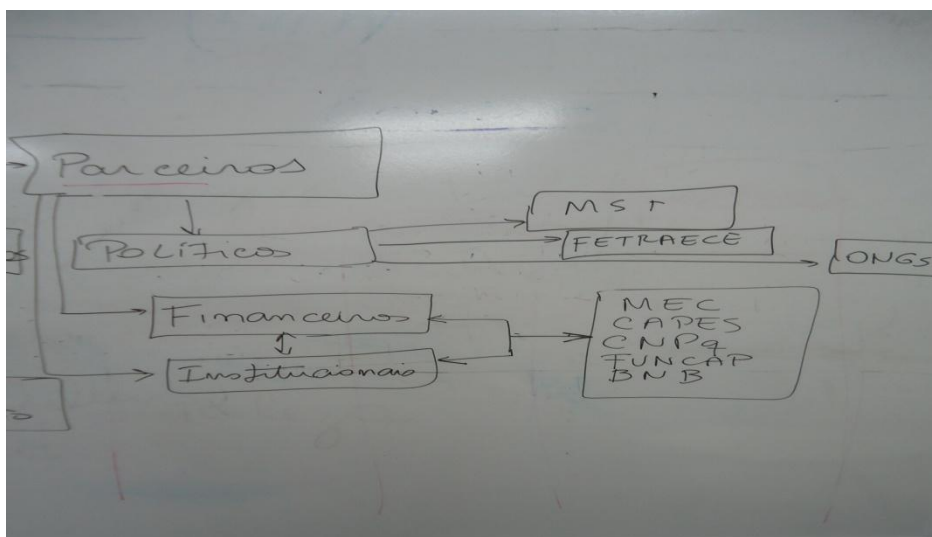 Parceiros
MST
Políticos
FETRAECE
ONGS
Financeiros
Institucionais
MEC
CAPES
CNPq
FUNCAP
BNB